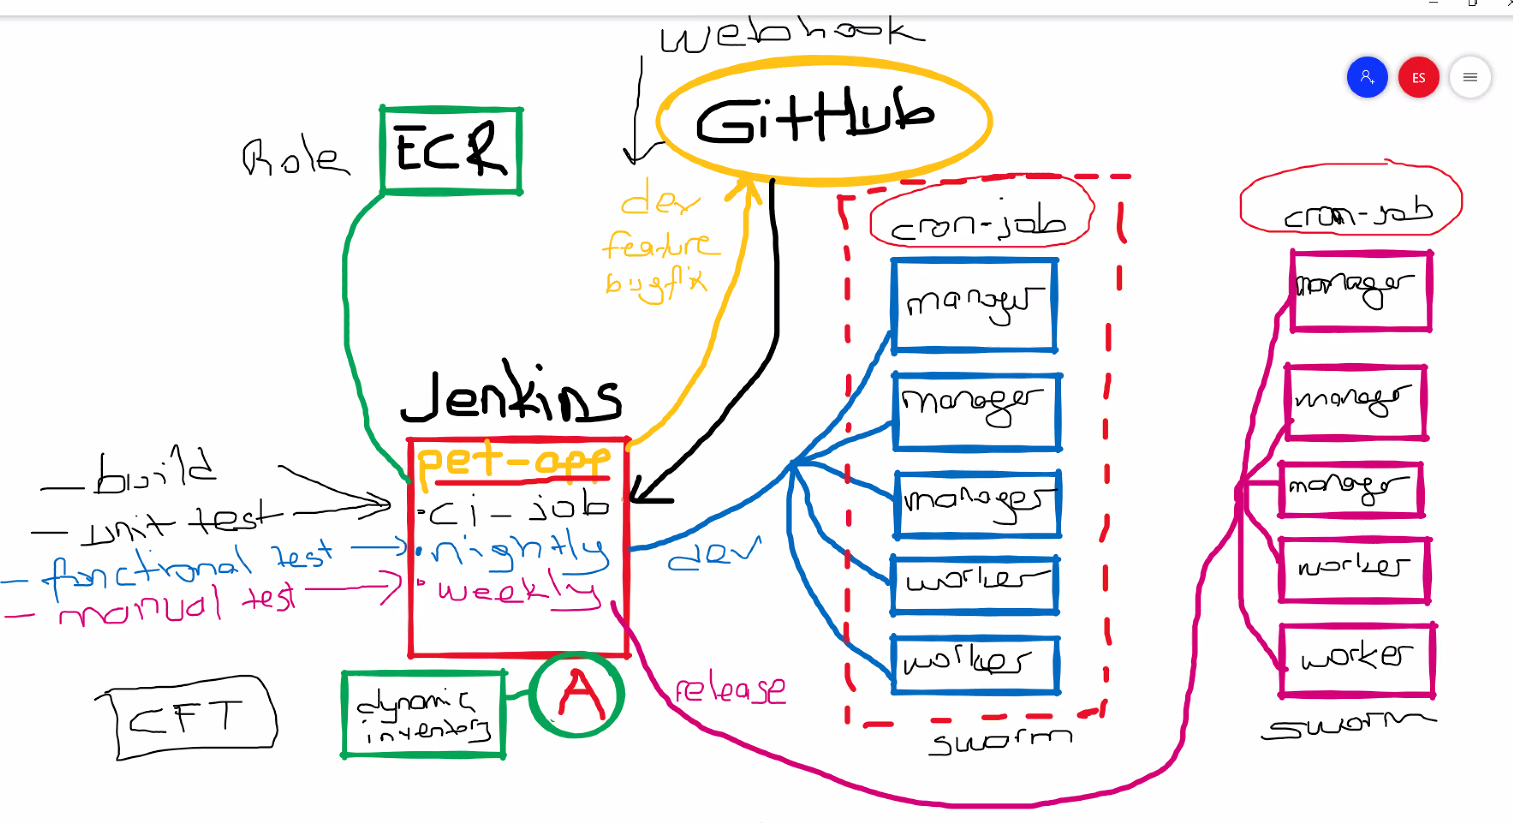 webhook
ES
GitHub
Role
ECR
dev
feature
bugfix
cron-job
cron-job
manager
manager
Jenkins
manager
manager
pet-app
build
manager
manager
- unit test
ci-job
- functional test
nightly
dev
worker
worker
- manual test
weekly
worker
worker
release
A
CFT
dynamic
inventory
swarm
swarm